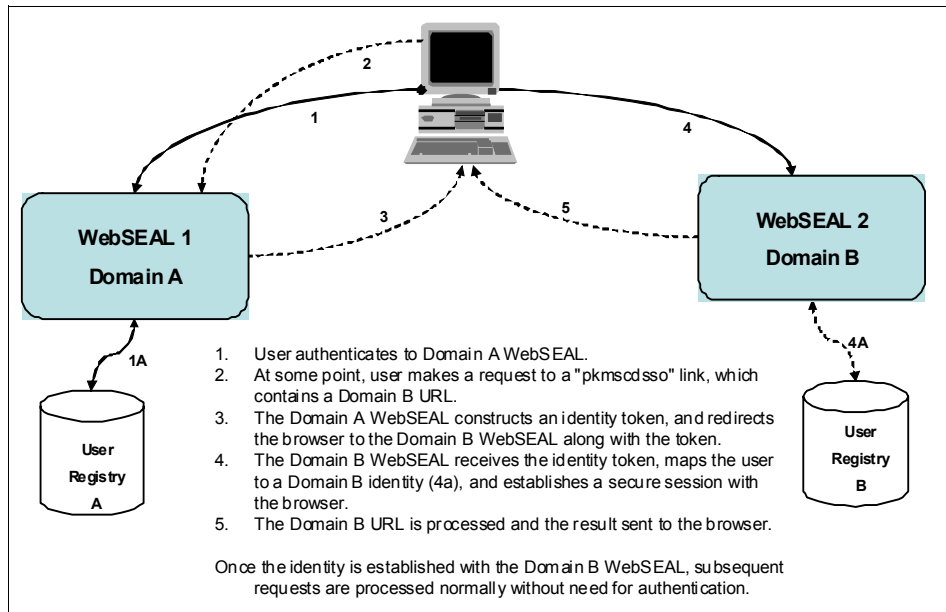 2
1
4
3
5
WebSEAL 1
Domain A
WebSEAL 2
Domain B
1A
4A
User
Registry
A
User
Registry
B
1. User authenticates to Domain A WebSEAL.
2. At some point, user makes a request to a "pkmscdsso" link, which
contains a Domain B URL.
3. The Domain A WebSEAL constructs an identity token, and redirects
the browser to the Domain B WebSEAL along with the token.
4. The Domain B WebSEAL receives the identity token, maps the user
to a Domain B identity (4a), and establishes a secure session with
the browser.
5. The Domain B URL is processed and the result sent to the browser.
Once the identity is established with the Domain B WebSEAL, subsequent
requests are processed normally without need for authentication.